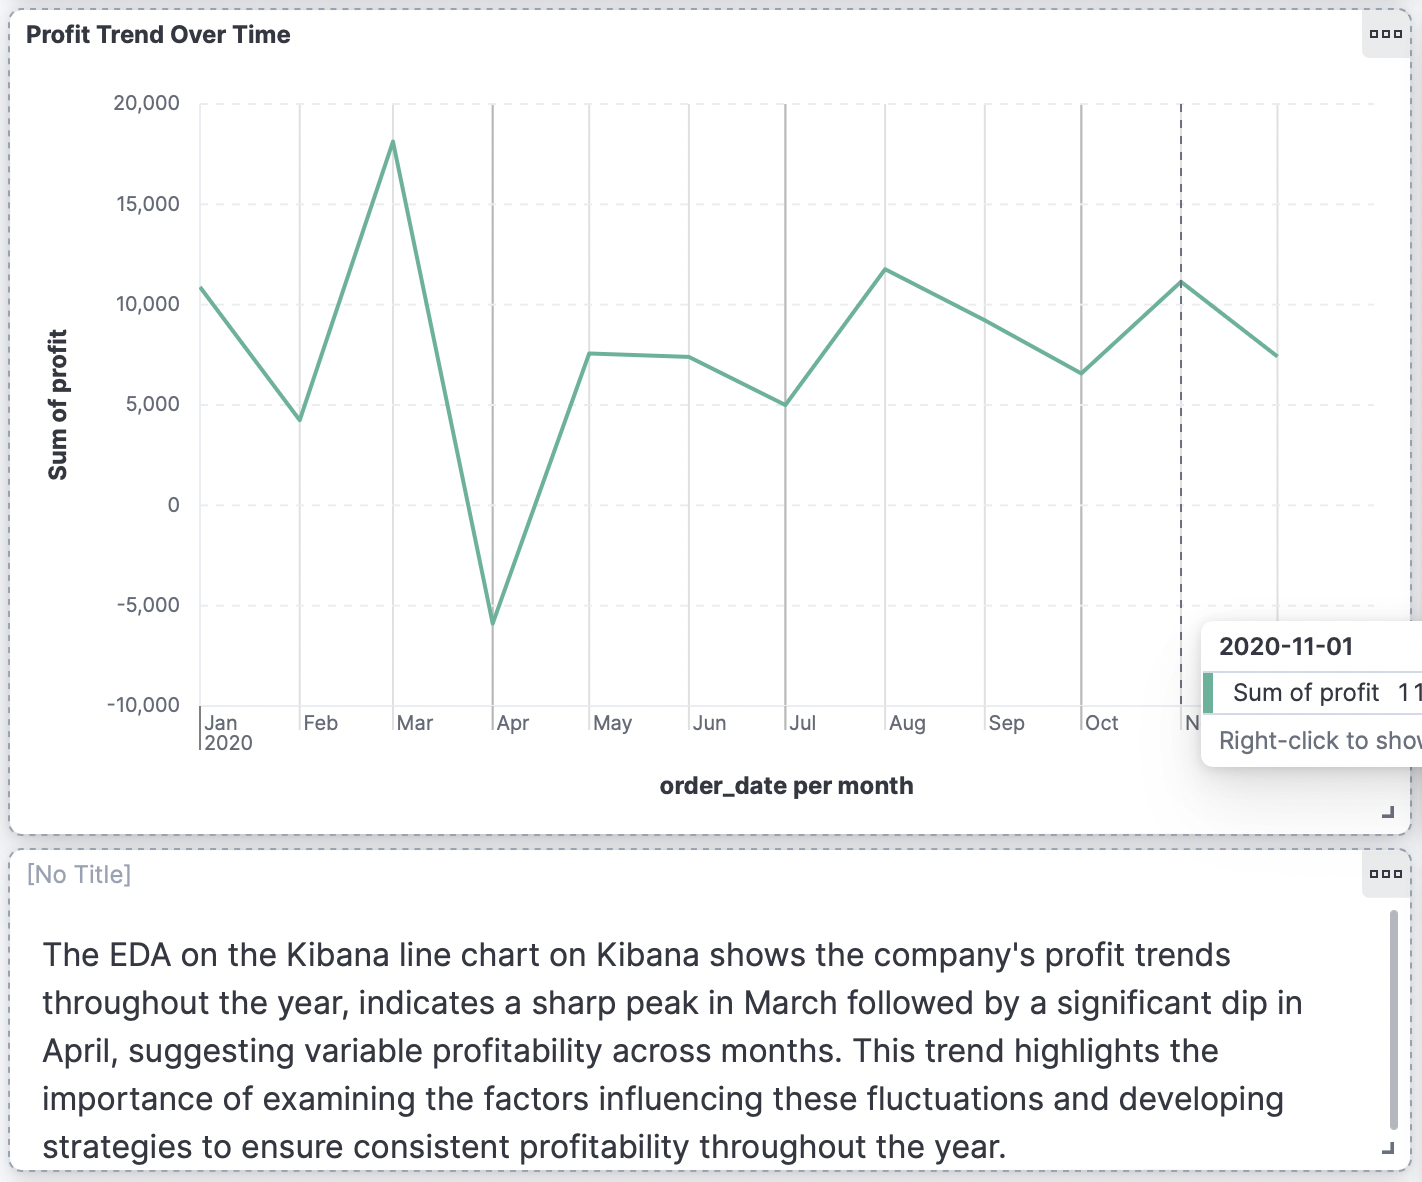 Profit Trend Over Time
20,000
15,000
10,000
5,000
0
-5,000
-10,000
Sum of profit
Jan Feb Mar Apr May Jun Jul Aug Sep Oct
2020
order_date per month
2020-11-01
Sum of profit 11
Right-click to
[No Title]
The EDA on the Kibana line chart on Kibana shows the company's profit trends
throughout the year, indicates a sharp peak in March followed by a significant dip in
April, suggesting variable profitability across months. This trend highlights the
importance of examining the factors influencing these fluctuations and developing
strategies to ensure consistent profitability throughout the year.